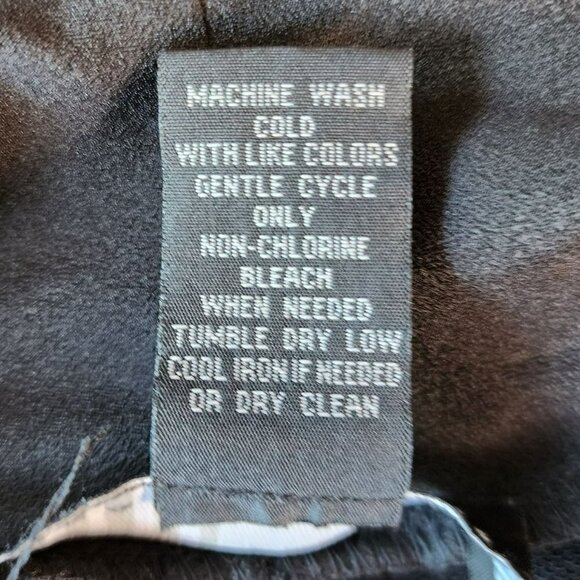 MACHINE WASH
COLD
WITH LIKE COLORS
GENTLE CYCLE
ONLY
NON-CHLORINE
BLEACH
WHEN NEEDED
TUMBLE DRY LOW
COOL IRON IF NEEDED
OR DRY CLEAN